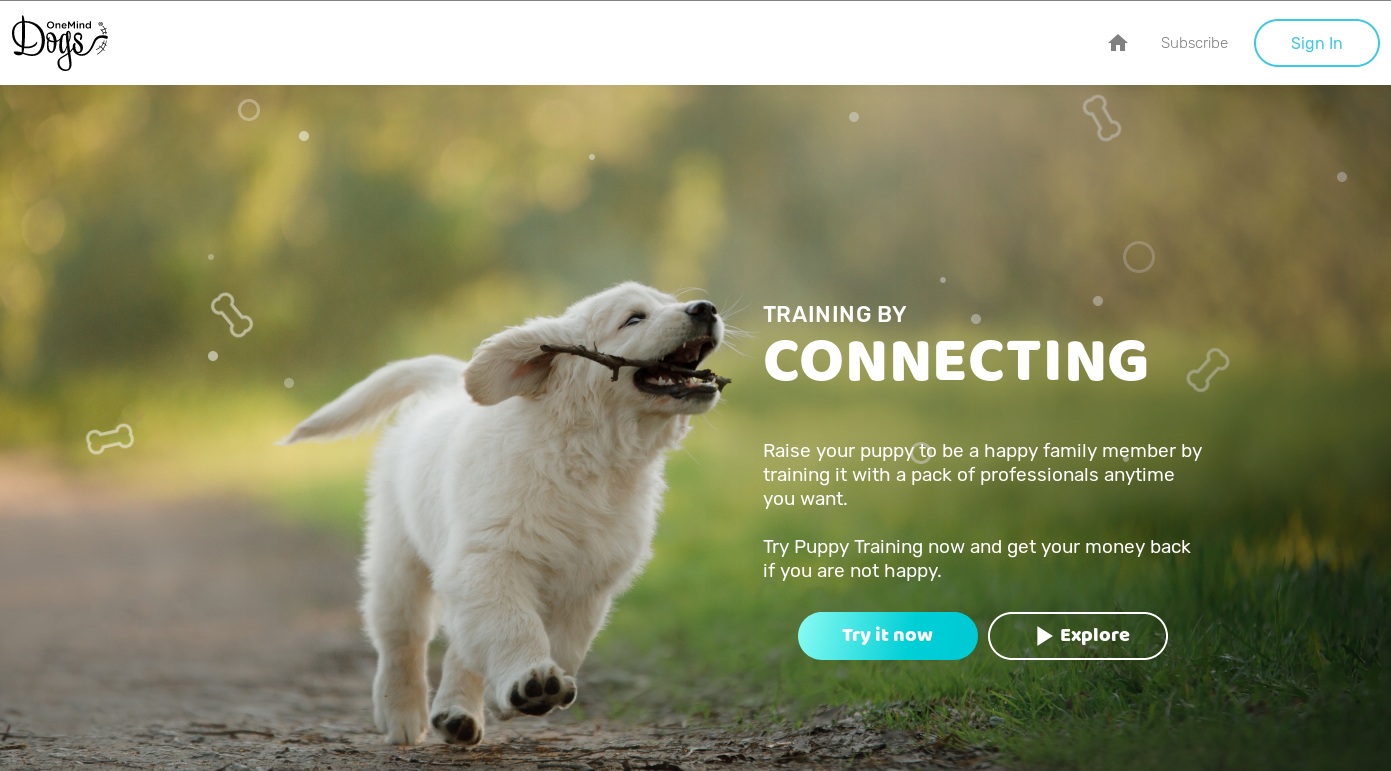 OneMind
Dogs
Subscribe
Sign In
TRAINING BY
CONNECTING
Raise your puppy to be a happy family member by
training it with a pack of professionals anytime
you want.
Try Puppy Training now and get your money back
if you are not happy.
Try it now
Explore